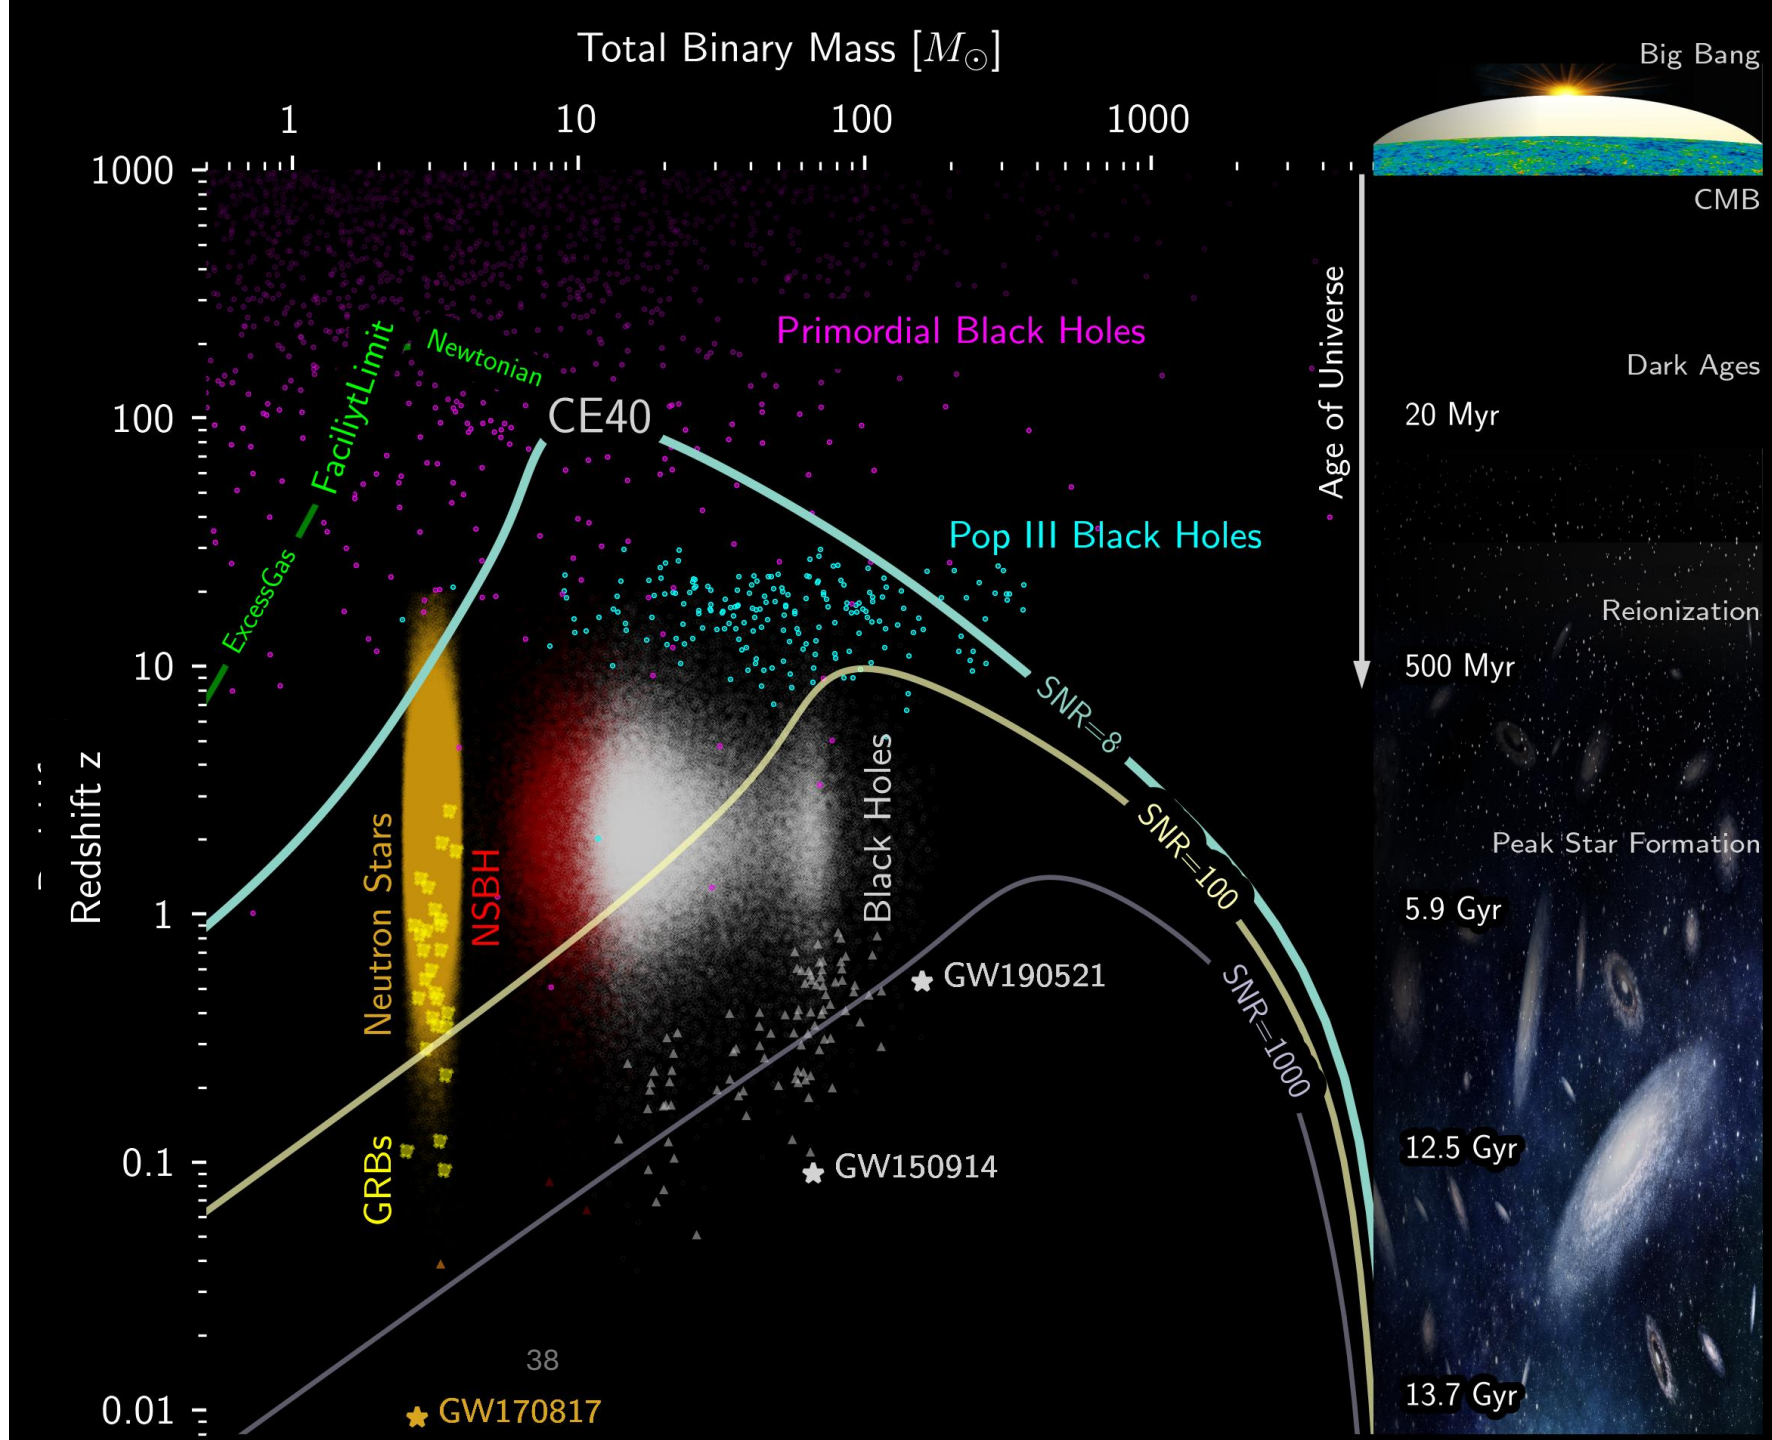 Total Binary Mass [M☉]
Big Bang
1 10 100 1000
1000
CMB
Primordial Black Holes
Newtonian
FaciliytLimit
Age of Universe
Dark Ages
CE40
100
20 Myr
Pop III Black Holes
ExcessGas
Reionization
10
500 Myr
SNR=8
Redshift z
Neutron Stars
NSBH
Black Holes
SNR=100
Peak Star Formation
1
5.9 Gyr
GW190521
SNR=1000
0.1
GRBs
GW150914
12.5 Gyr
38
0.01
GW170817
13.7 Gyr